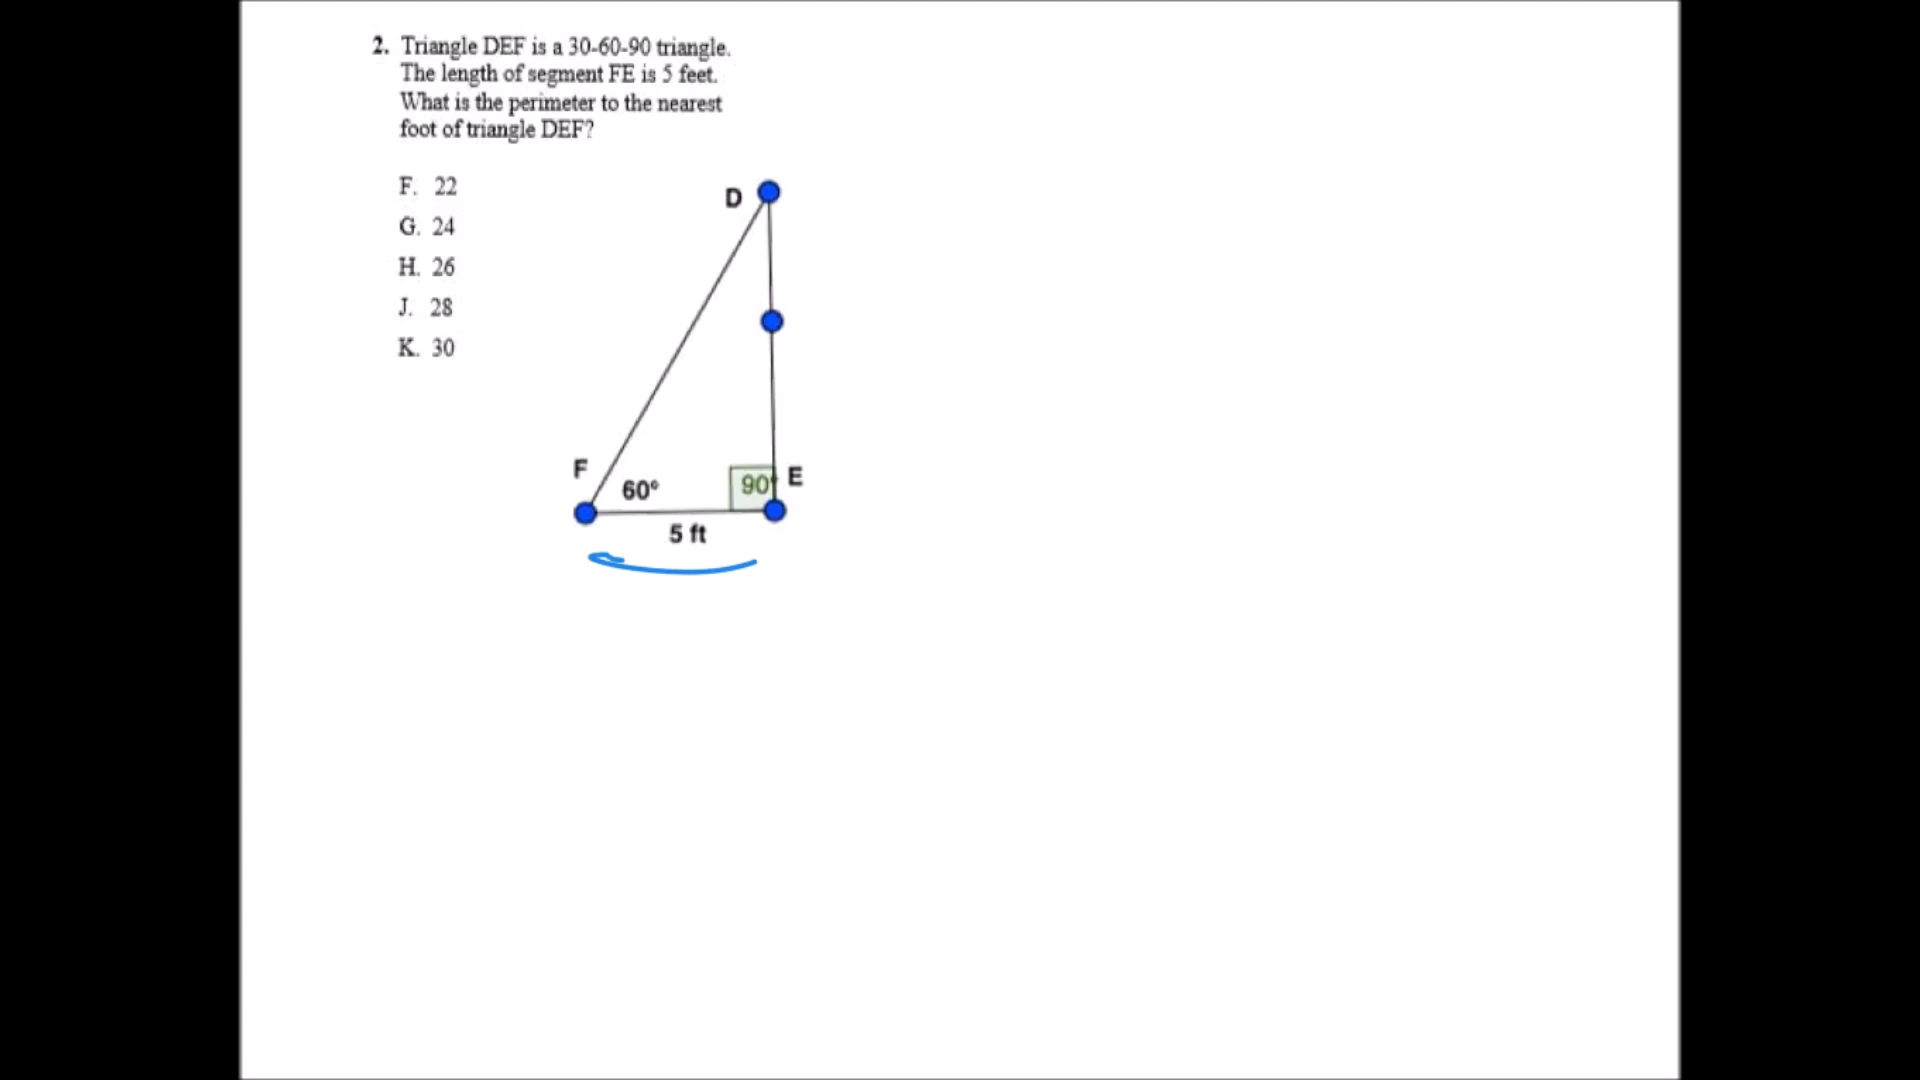 2. Triangle DEF is a 30-60-90 triangle.
The length of segment FE is 5 feet.
What is the perimeter to the nearest
foot of triangle DEF?
F. 22
G. 24
H. 26
J. 28
K. 30
D
F
60°
90°
E
5 ft